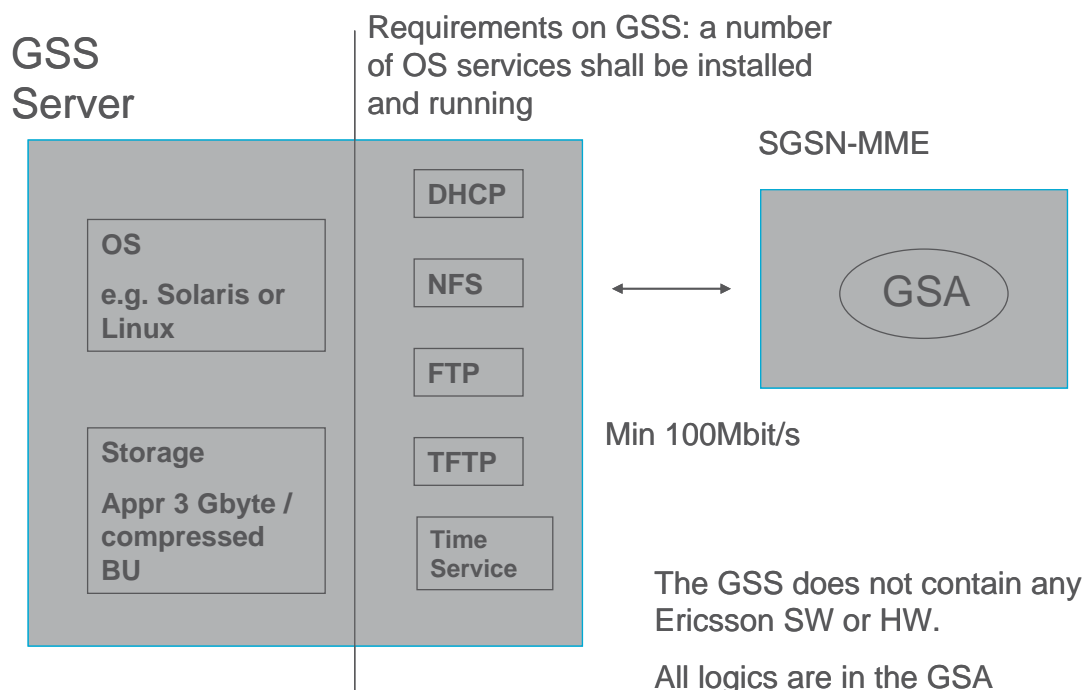 GSS
Server
Requirements on GSS: a number
of OS services shall be installed
and running
OS
e.g. Solaris or
Linux
Storage
Appr 3 Gbyte /
compressed
BU
DHCP
NFS
FTP
TFTP
Time
Service
SGSN-MME
GSA
Min 100Mbit/s
The GSS does not contain any
Ericsson SW or HW.
All logics are in the GSA